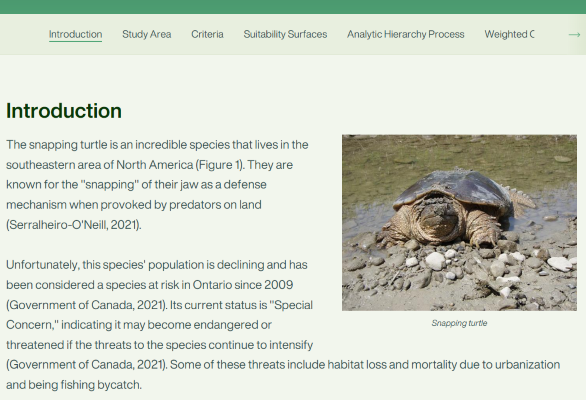 Introduction
Study Area
Criteria
Suitability Surfaces
Analytic Hierarchy Process
Weighted
Introduction
The snapping turtle is an incredible species that lives in the
southeastern area of North America (Figure 1). They are
known for the "snapping" of their jaw as a defense
mechanism when provoked by predators on land
(Serralheiro-O'Neill, 2021).
Unfortunately, this species' population is declining and has
been considered a species at risk in Ontario since 2009
(Government of Canada, 2021). Its current status is "Special
Concern," indicating it may become endangered or
threatened if the threats to the species continue to intensify
(Government of Canada, 2021). Some of these threats include habitat loss and mortality due to urbanization
and being fishing bycatch.
Snapping turtle